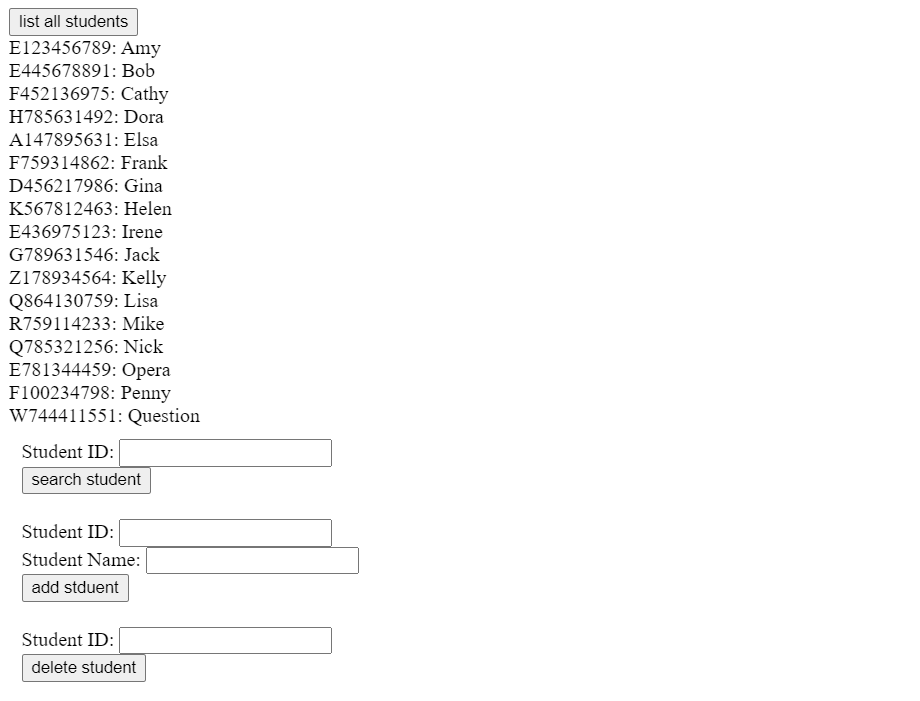 list all students
E123456789: Amy
E445678891: Bob
F452136975: Cathy
H785631492: Dora
A147895631: Elsa
F759314862: Frank
D456217986: Gina
K567812463: Helen
E436975123: Irene
G789631546: Jack
Z178934564: Kelly
Q864130759: Lisa
R759114233: Mike
Q785321256: Nick
E781344459: Opera
F100234798: Penny
W744411551: Question
Student ID:
search student
Student ID:
Student Name:
add stduent
Student ID:
delete student